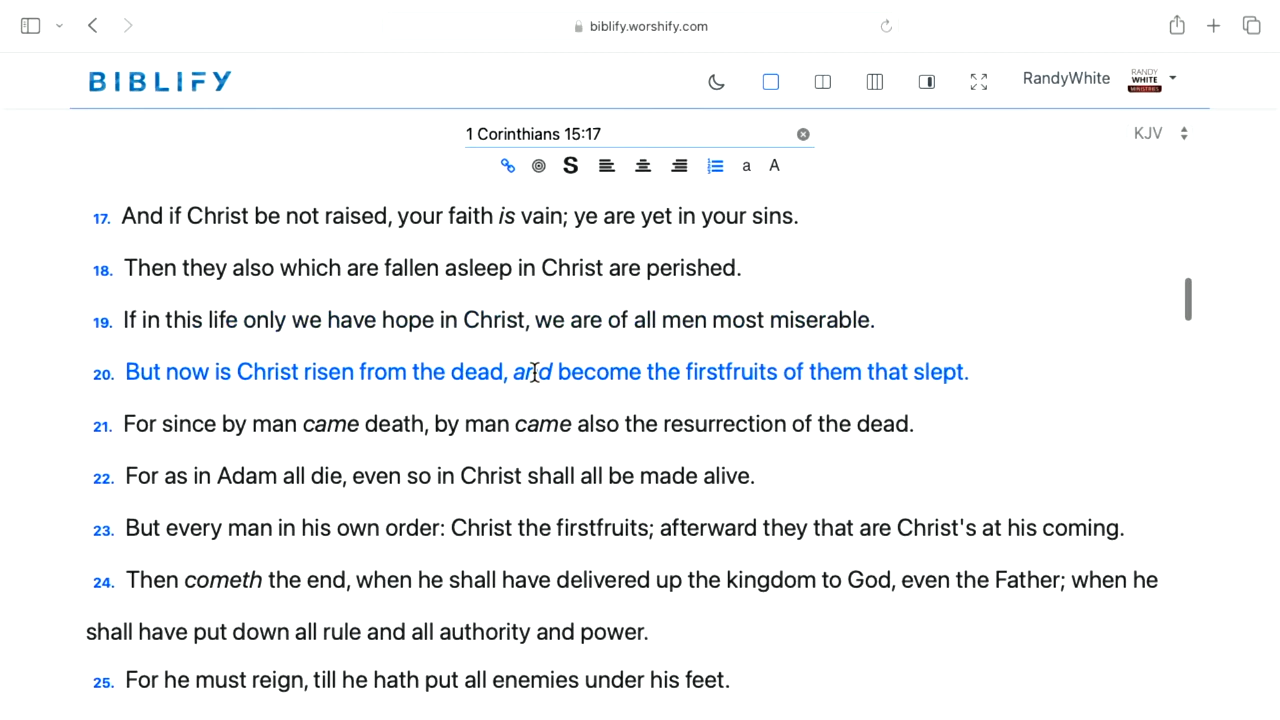 biblify.worshify.com
BIBLIFY
RandyWhite
RANDY
WHITE
MINISTRIES
1 Corinthians 15:17
KJV
S
a A
17. And if Christ be not raised, your faith is vain; ye are yet in your sins.
18. Then they also which are fallen asleep in Christ are perished.
19. If in this life only we have hope in Christ, we are of all men most miserable.
20. But now is Christ risen from the dead, and become the firstfruits of them that slept.
21. For since by man came death, by man came also the resurrection of the dead.
22. For as in Adam all die, even so in Christ shall all be made alive.
23. But every man in his own order: Christ the firstfruits; afterward they that are Christ's at his coming.
24. Then cometh the end, when he shall have delivered up the kingdom to God, even the Father; when he
shall have put down all rule and all authority and power.
25. For he must reign, till he hath put all enemies under his feet.